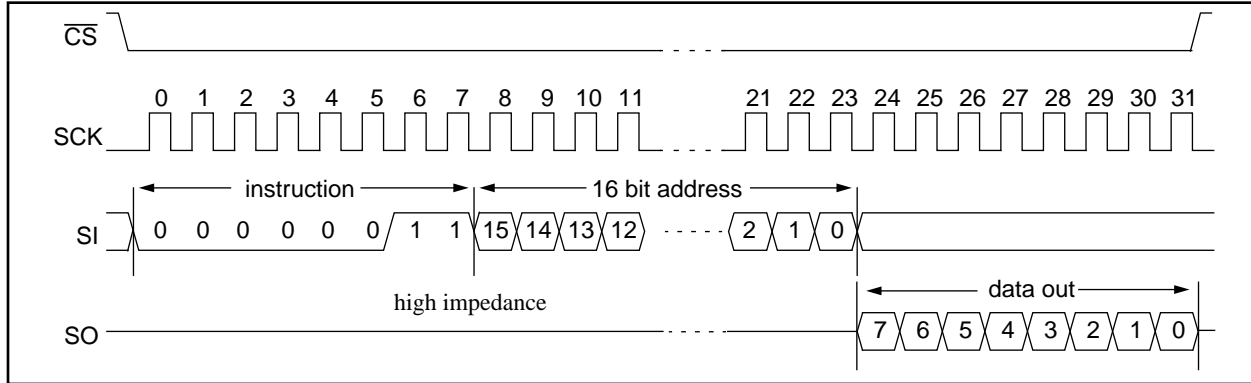 CS
0 1 2 3 4 5 6 7 8 9 10 11 21 22 23 24 25 26 27 28 29 30 31
SCK
instruction 16 bit address
SI 0 0 0 0 0 0 1 1 15 14 13 12 2 1 0
high impedance data out
SO 7 6 5 4 3 2 1 0